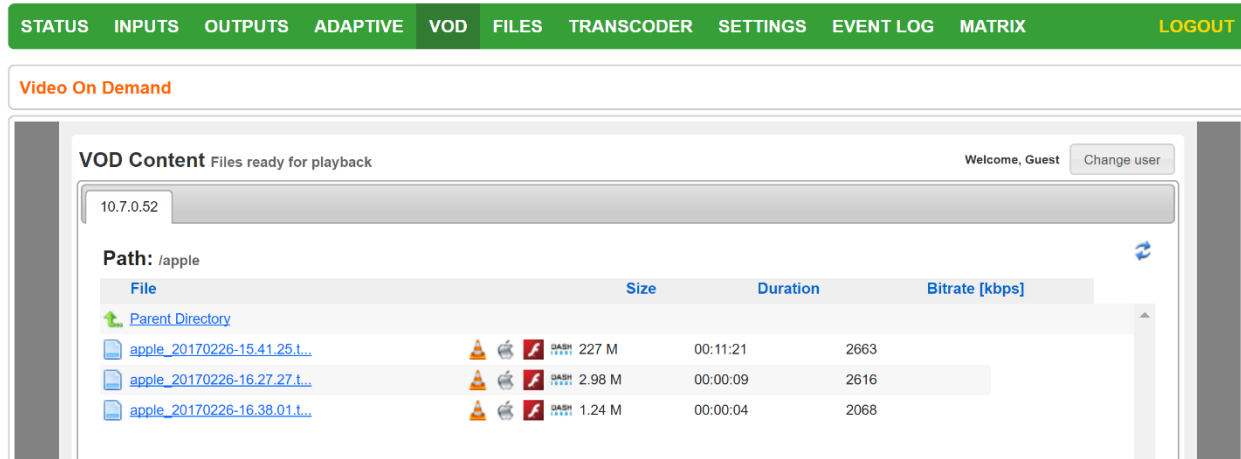 STATUS INPUTS OUTPUTS ADAPTIVE VOD FILES TRANSCODER SETTINGS EVENT LOG MATRIX LOGOUT
Video On Demand
VOD Content Files ready for playback Welcome, Guest Change user
10.7.0.52
Path: /apple
File Size Duration Bitrate [kbps]
Parent Directory
apple_20170226-15.41.25.t... DASH 227 M 00:11:21 2663
apple_20170226-16.27.27.t... DASH 2.98 M 00:00:09 2616
apple_20170226-16.38.01.t... DASH 1.24 M 00:00:04 2068